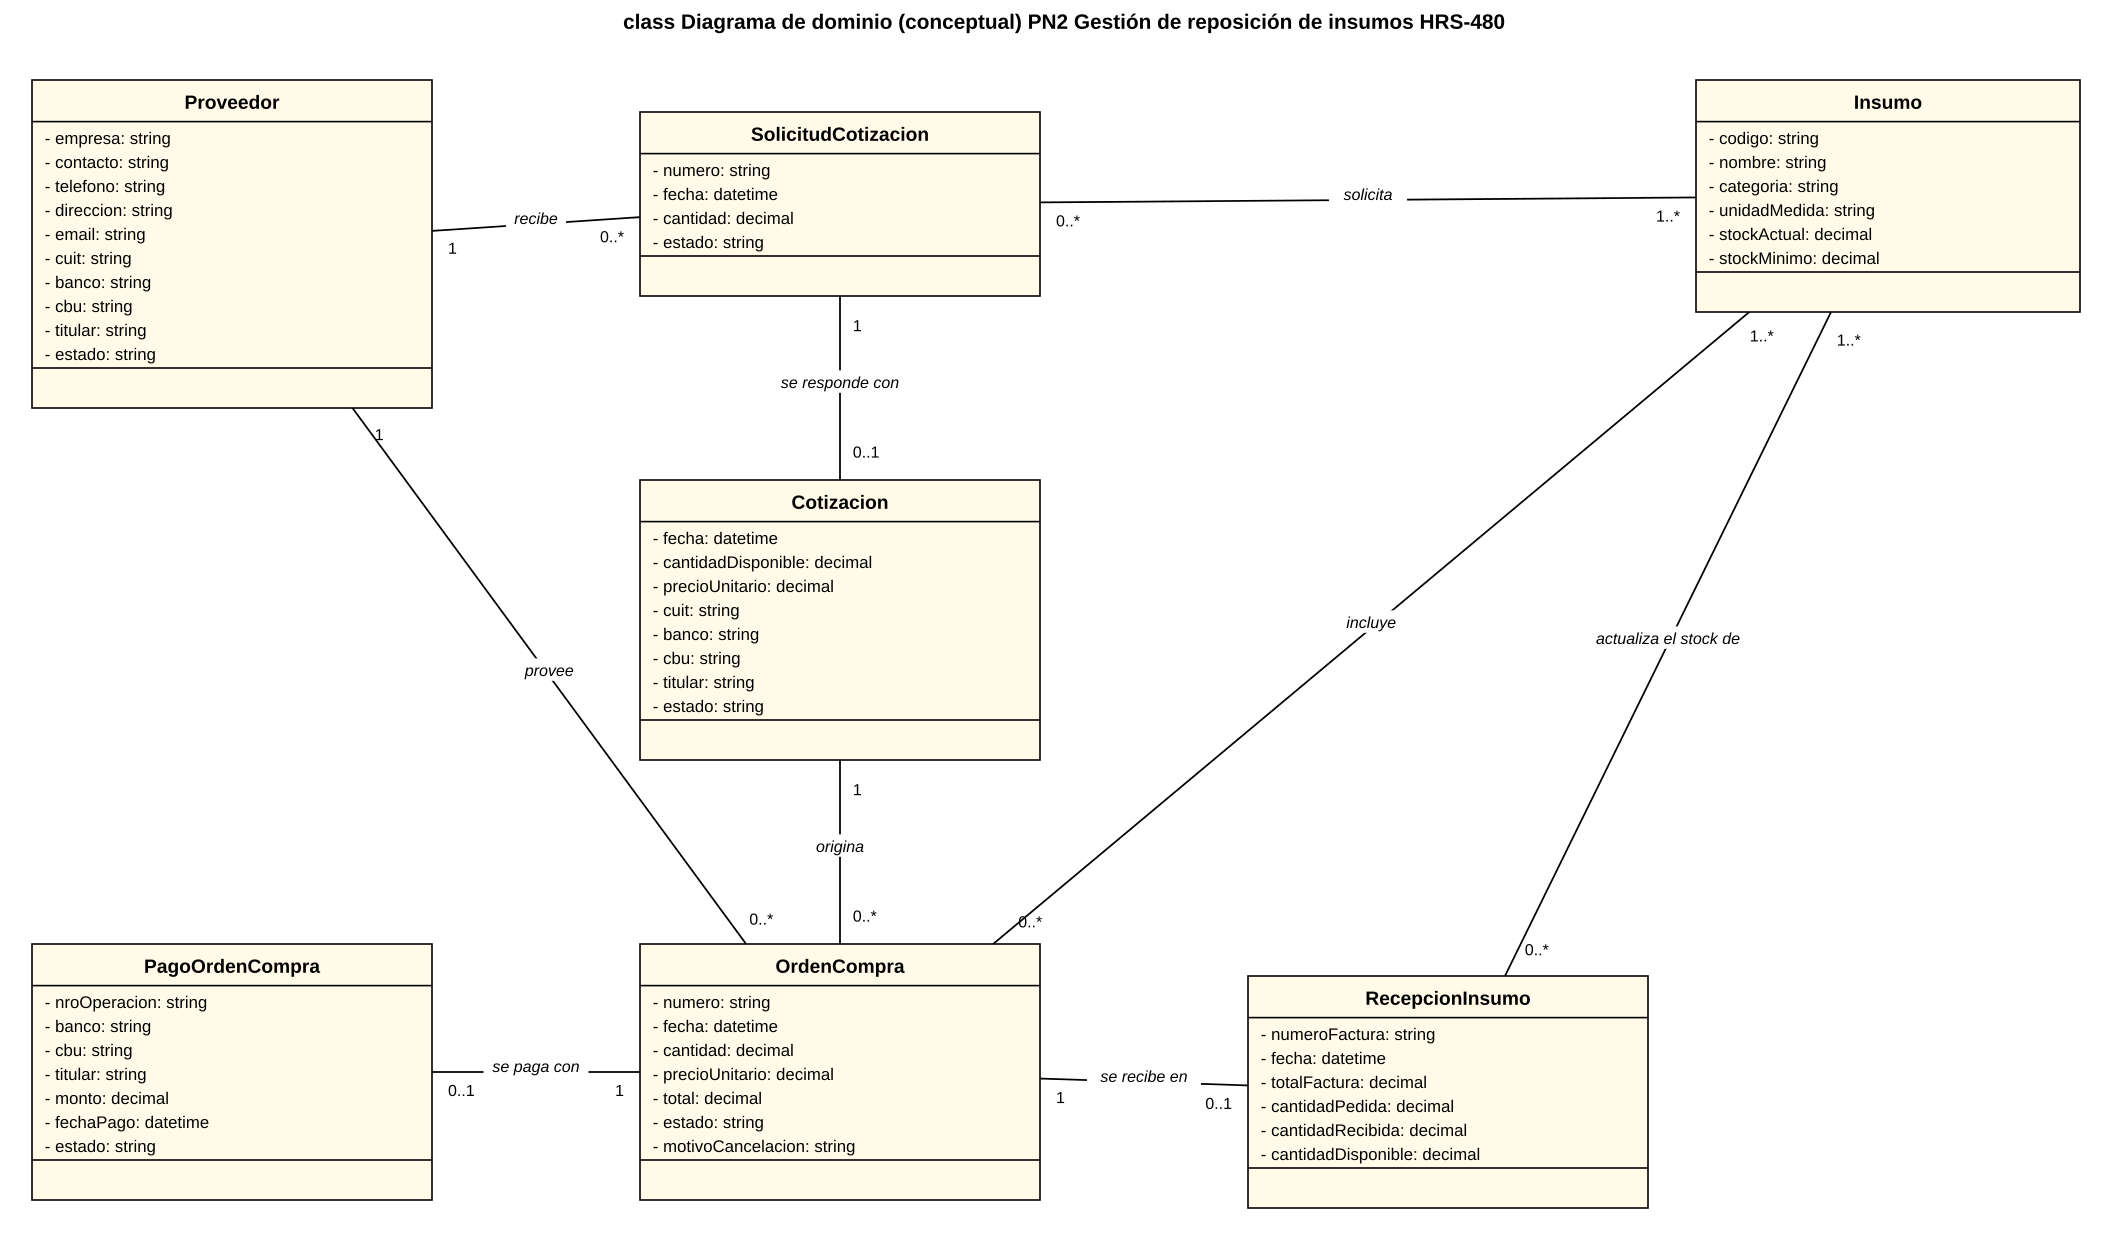 class Diagrama de dominio (conceptual) PN2 Gestión de reposición de insumos HRS-480
Proveedor
- empresa: string
- contacto: string
- telefono: string
- direccion: string
- email: string
- cuit: string
- banco: string
- cbu: string
- titular: string
- estado: string
1
recibe
0..*
SolicitudCotizacion
- numero: string
- fecha: datetime
- cantidad: decimal
- estado: string
0..*
solicita
1..*
Insumo
- codigo: string
- nombre: string
- categoria: string
- unidadMedida: string
- stockActual: decimal
- stockMinimo: decimal
1
se responde con
0..1
Cotizacion
- fecha: datetime
- cantidadDisponible: decimal
- precioUnitario: decimal
- cuit: string
- banco: string
- cbu: string
- titular: string
- estado: string
1
provee
0..*
1
origina
0..*
1..*
incluye
0..*
1..*
actualiza el stock de
0..*
PagoOrdenCompra
- nroOperacion: string
- banco: string
- cbu: string
- titular: string
- monto: decimal
- fechaPago: datetime
- estado: string
0..1
se paga con
1
OrdenCompra
- numero: string
- fecha: datetime
- cantidad: decimal
- precioUnitario: decimal
- total: decimal
- estado: string
- motivoCancelacion: string
1
se recibe en
0..1
RecepcionInsumo
- numeroFactura: string
- fecha: datetime
- totalFactura: decimal
- cantidadPedida: decimal
- cantidadRecibida: decimal
- cantidadDisponible: decimal